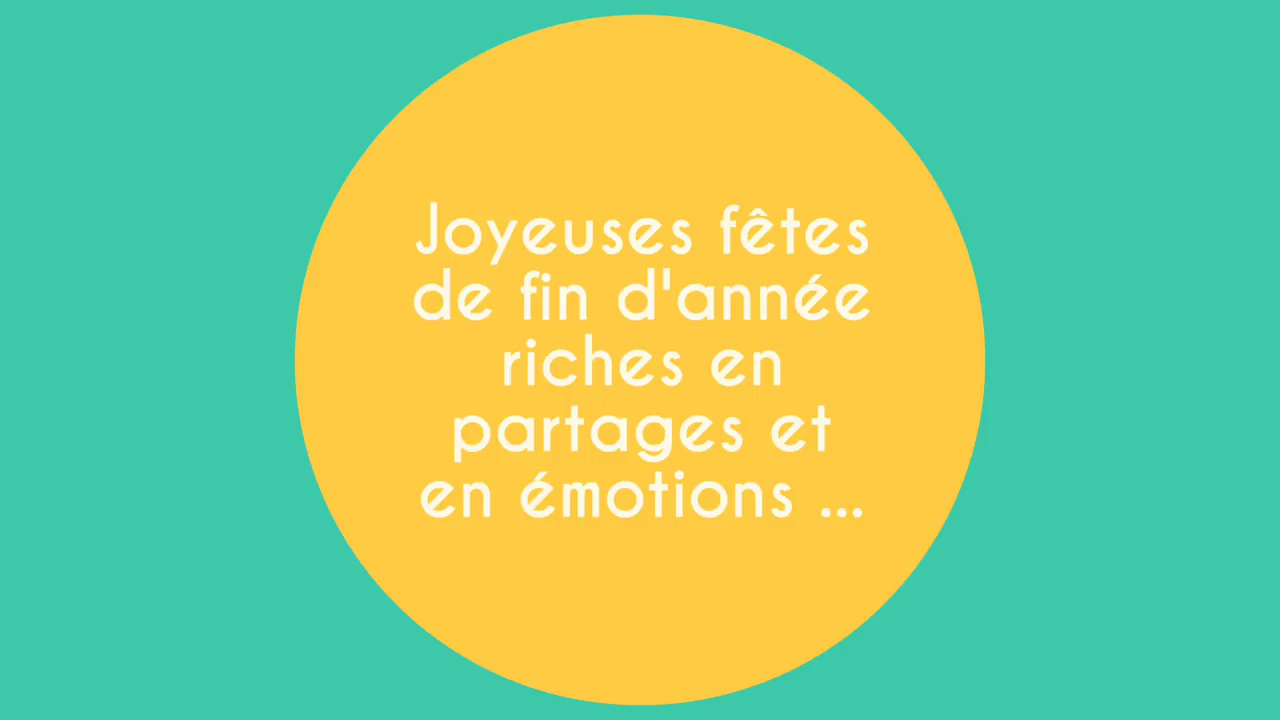 Joyeuses fêtes
de fin d'année
riches en
partages et
en émotions ...